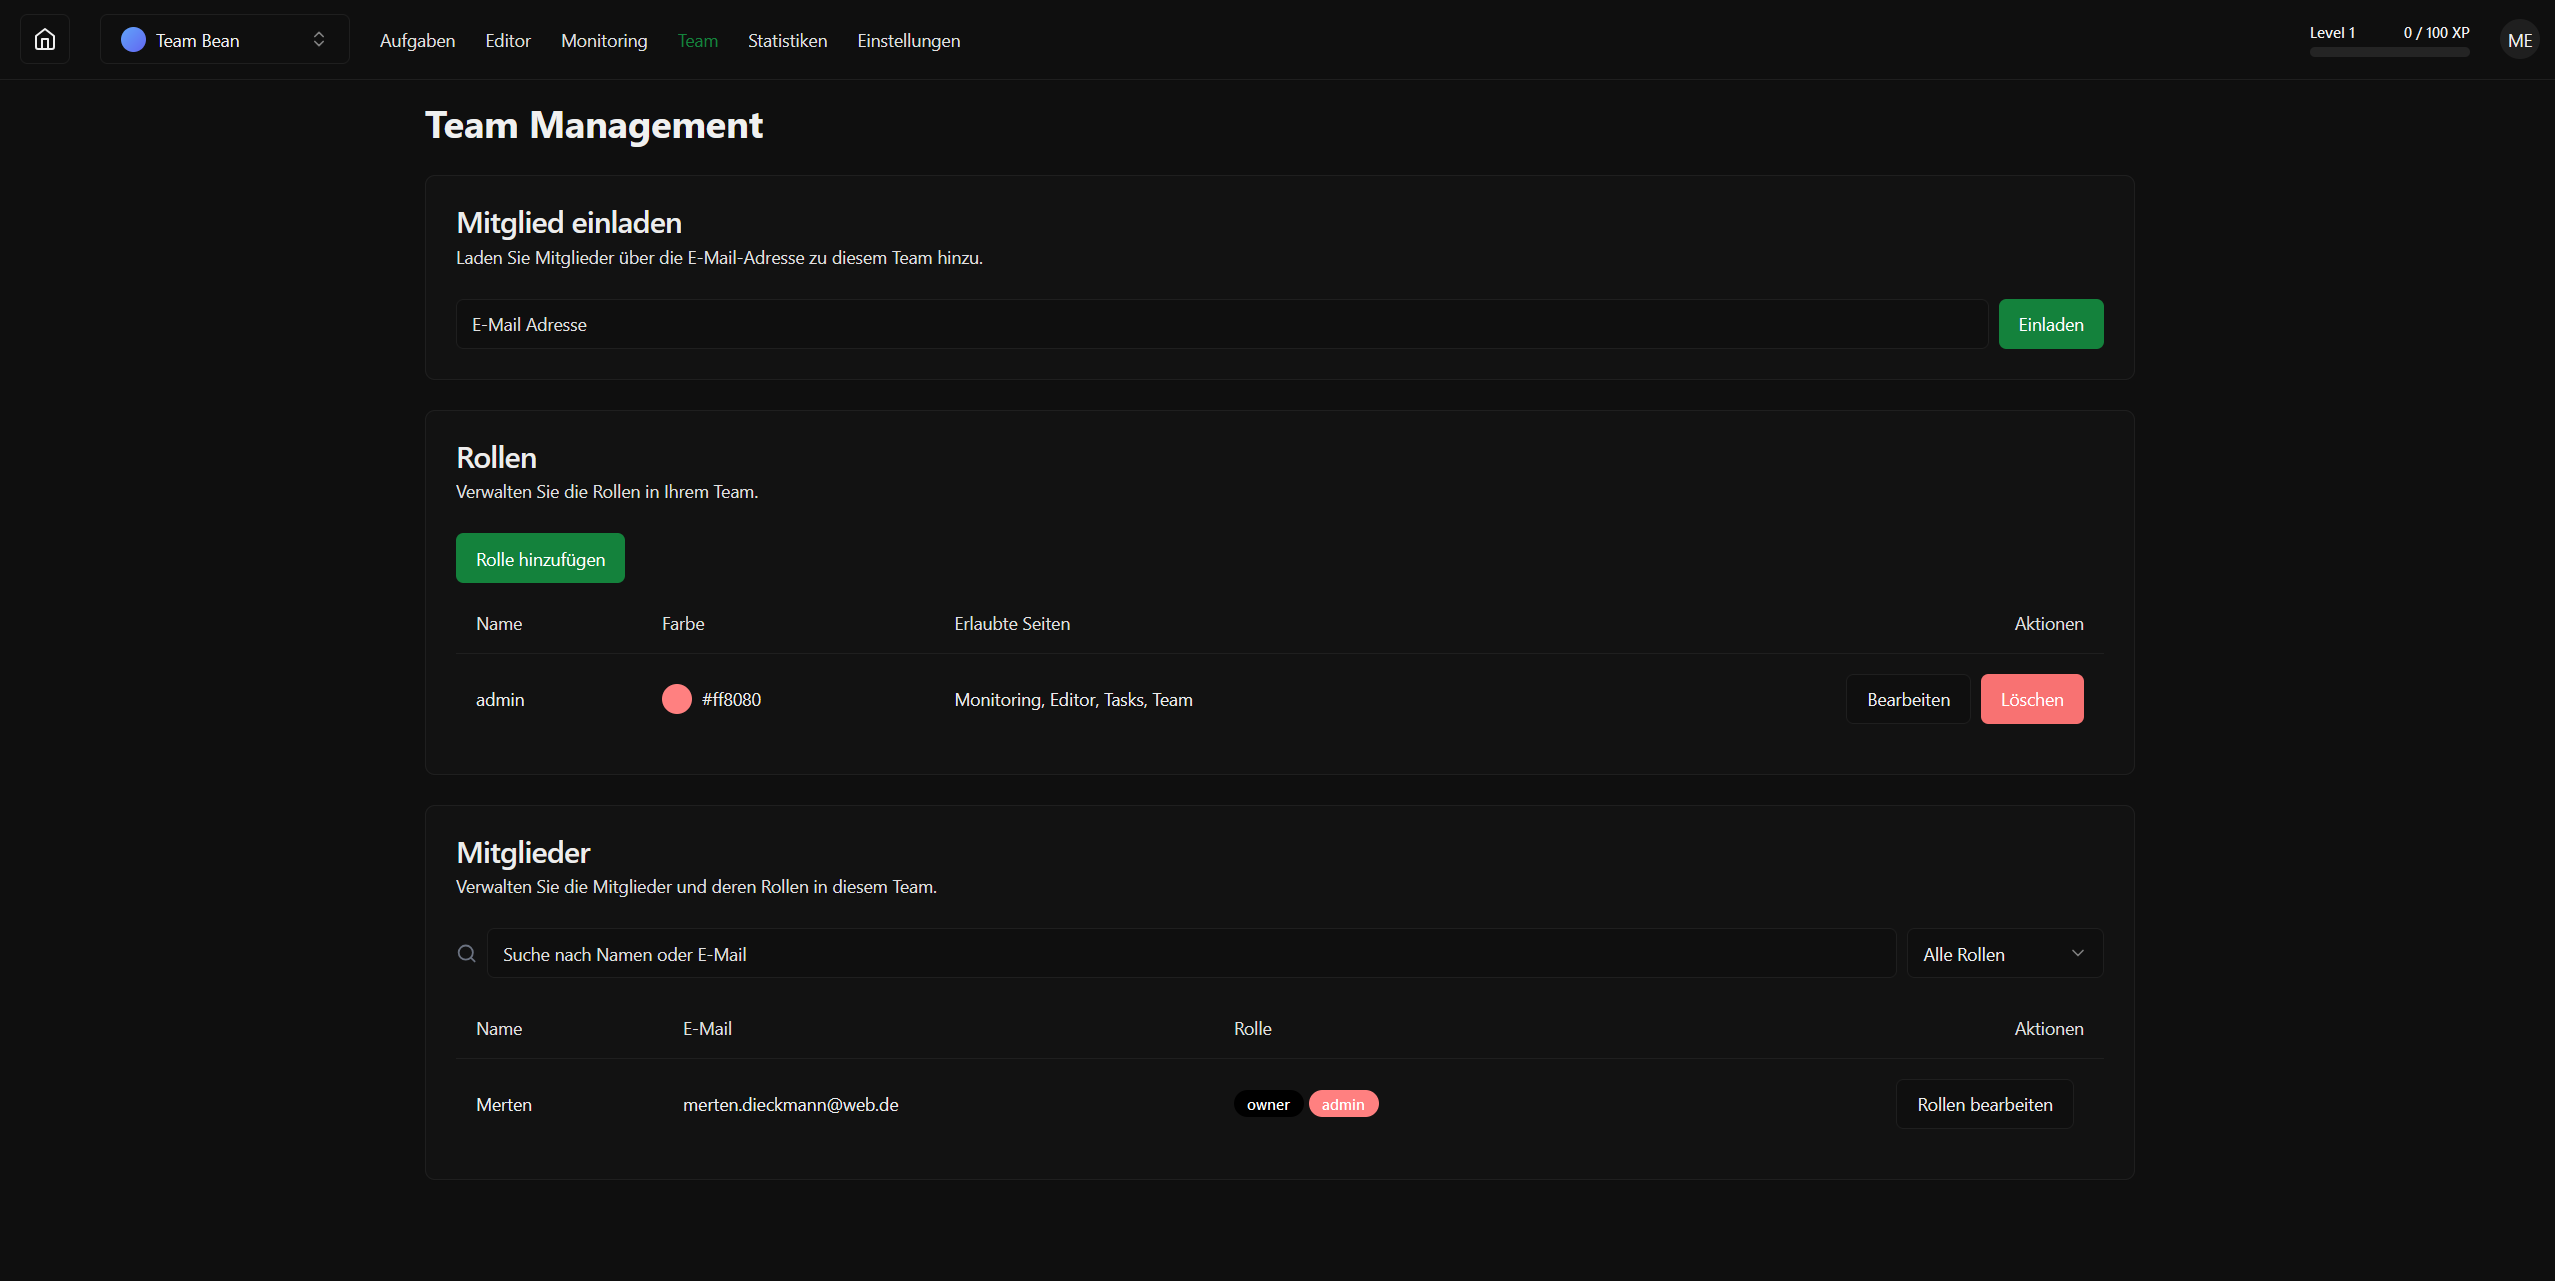 Team Bean Aufgaben Editor Monitoring Team Statistiken Einstellungen Level 1 0 / 100 XP ME
Team Management
Mitglied einladen
Laden Sie Mitglieder über die E-Mail-Adresse zu diesem Team hinzu.
E-Mail Adresse Einladen
Rollen
Verwalten Sie die Rollen in Ihrem Team.
Rolle hinzufügen
Name Farbe Erlaubte Seiten Aktionen
admin #ff8080 Monitoring, Editor, Tasks, Team Bearbeiten Löschen
Mitglieder
Verwalten Sie die Mitglieder und deren Rollen in diesem Team.
Suche nach Namen oder E-Mail Alle Rollen
Name E-Mail Rolle Aktionen
Merten merten.dieckmann@web.de owner admin Rollen bearbeiten